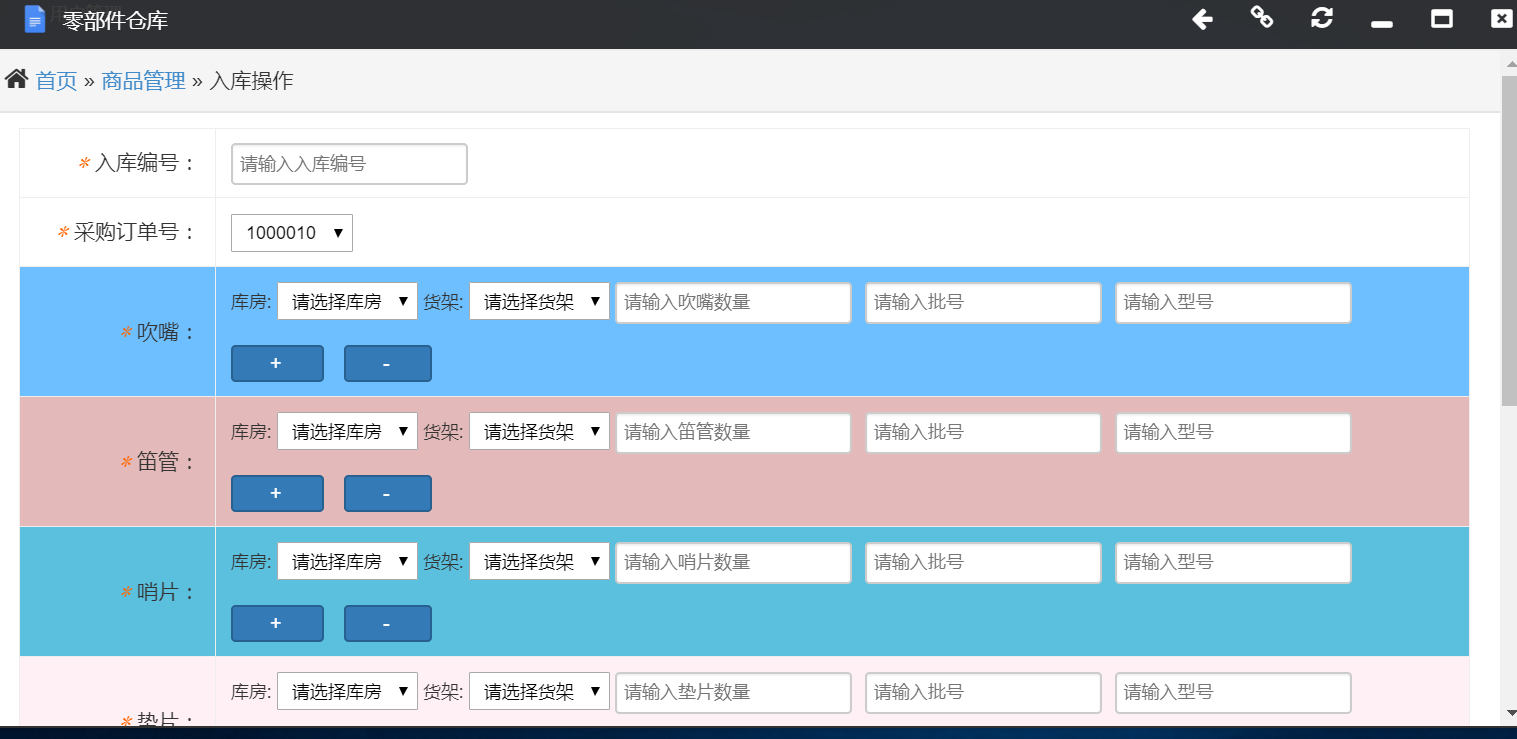 零部件仓库
首页 » 商品管理 » 入库操作
* 入库编号： 请输入入库编号
* 采购订单号： 1000010
库房: 请选择库房 货架: 请选择货架 请输入吹嘴数量 请输入批号 请输入型号
* 吹嘴：
+ -
库房: 请选择库房 货架: 请选择货架 请输入笛管数量 请输入批号 请输入型号
* 笛管：
+ -
库房: 请选择库房 货架: 请选择货架 请输入哨片数量 请输入批号 请输入型号
* 哨片：
+ -
库房: 请选择库房 货架: 请选择货架 请输入垫片数量 请输入批号 请输入型号
* 垫片：